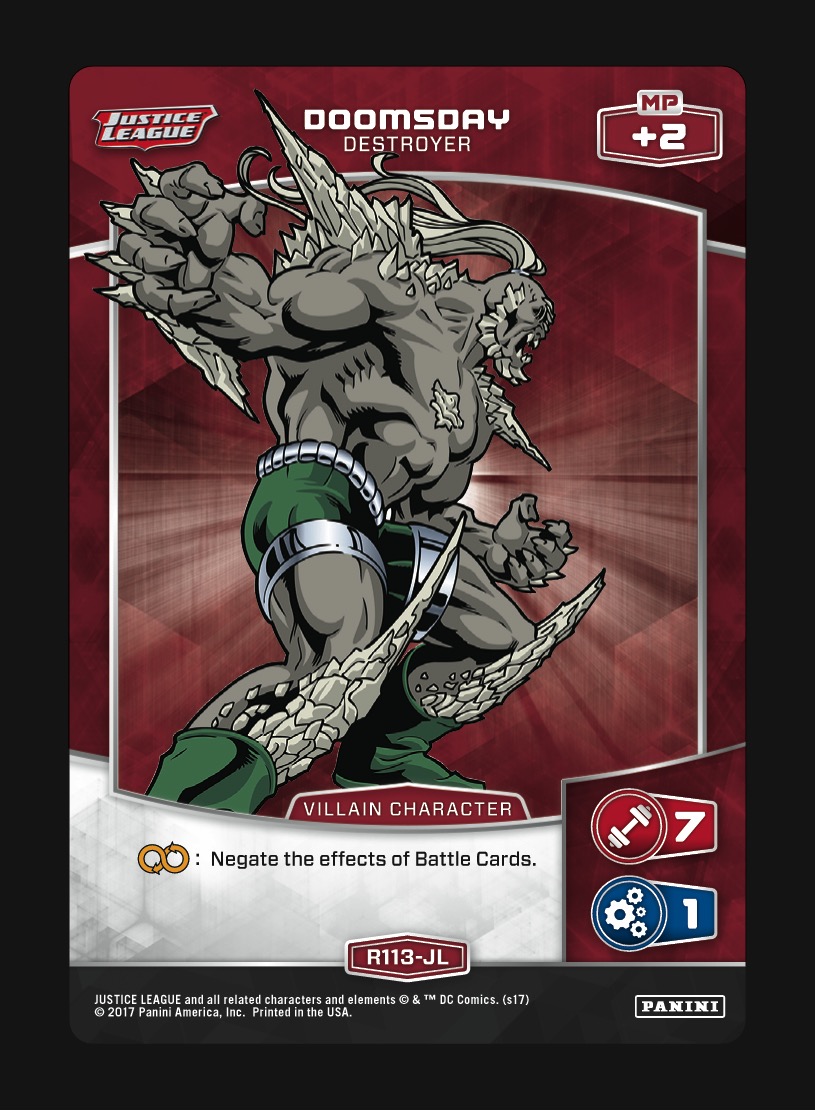 JUSTICE
LEAGUE
DOOMSDAY
DESTROYER
MP
+2
VILLAIN CHARACTER
: Negate the effects of Battle Cards.
7
1
R113-JL
JUSTICE LEAGUE and all related characters and elements © & ™ DC Comics. (s17)
© 2017 Panini America, Inc. Printed in the USA.
PANINI